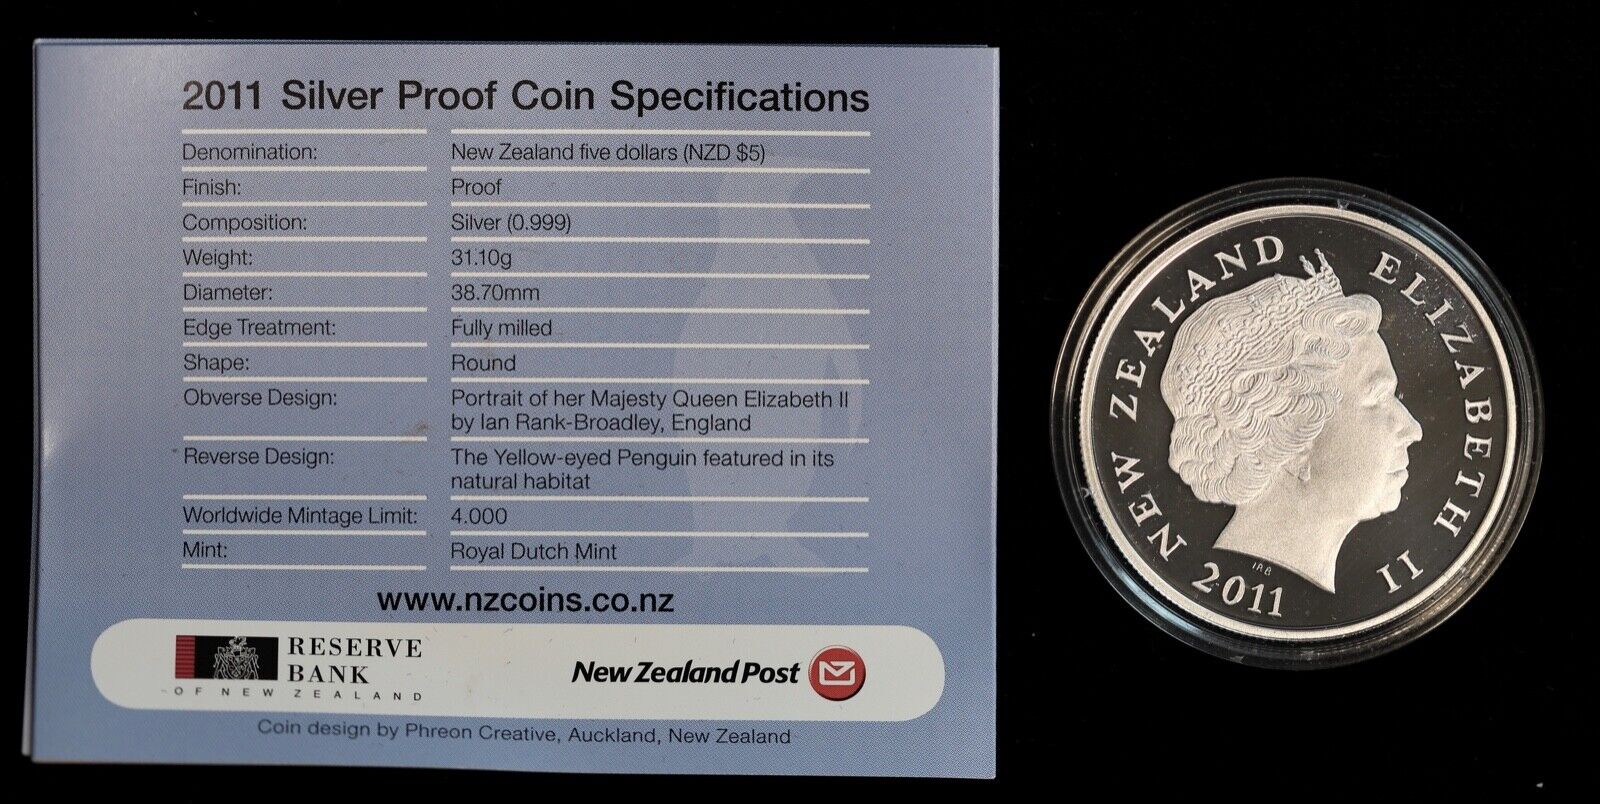 2011 Silver Proof Coin Specifications
Denomination: New Zealand five dollars (NZD $5)
Finish: Proof
Composition: Silver (0.999)
Weight: 31.10g
Diameter: 38.70mm
Edge Treatment: Fully milled
Shape: Round
Obverse Design: Portrait of her Majesty Queen Elizabeth II
by Ian Rank-Broadley, England
Reverse Design: The Yellow-eyed Penguin featured in its
natural habitat
Worldwide Mintage Limit: 4.000
Mint: Royal Dutch Mint
www.nzcoins.co.nz
RESERVE
BANK
OF NEW ZEALAND
New Zealand Post
Coin design by Phreon Creative, Auckland, New Zealand
NEW ZEALAND ELIZABETH II
2011
IRB